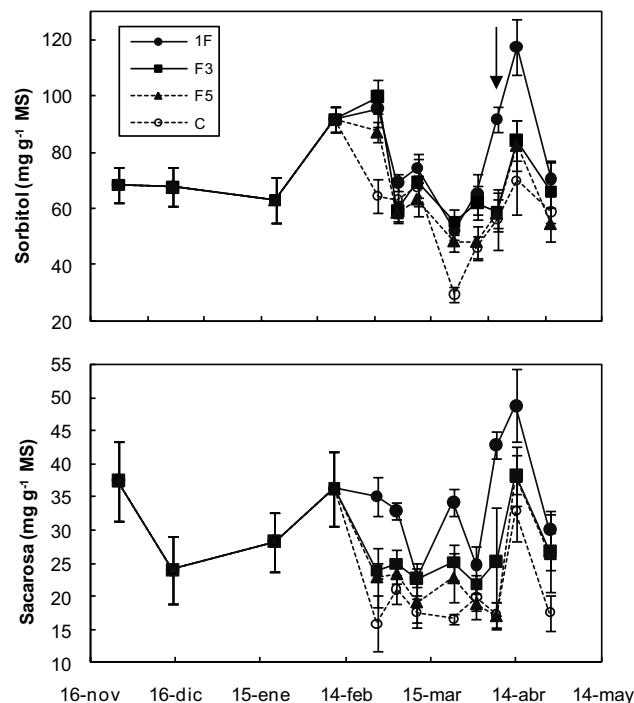 120
100
80
60
40
20
Sorbitol (mg g⁻¹ MS)
1F
F3
F5
C
55
50
45
40
35
30
25
20
15
10
Sacarosa (mg g⁻¹ MS)
16-nov 16-dic 15-ene 14-feb 15-mar 14-abr 14-may